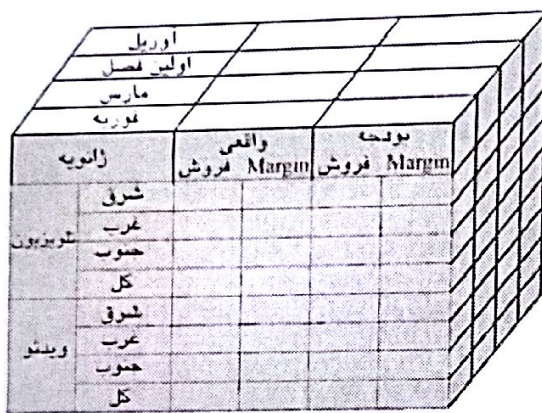 آوریل
اولین فصل
مارس
فوریه
ژانویه
واقعی
بودجه
فروش Margin
فروش Margin
تلویزیون
شرق
غرب
جنوب
کل
ویدئو
شرق
غرب
جنوب
کل